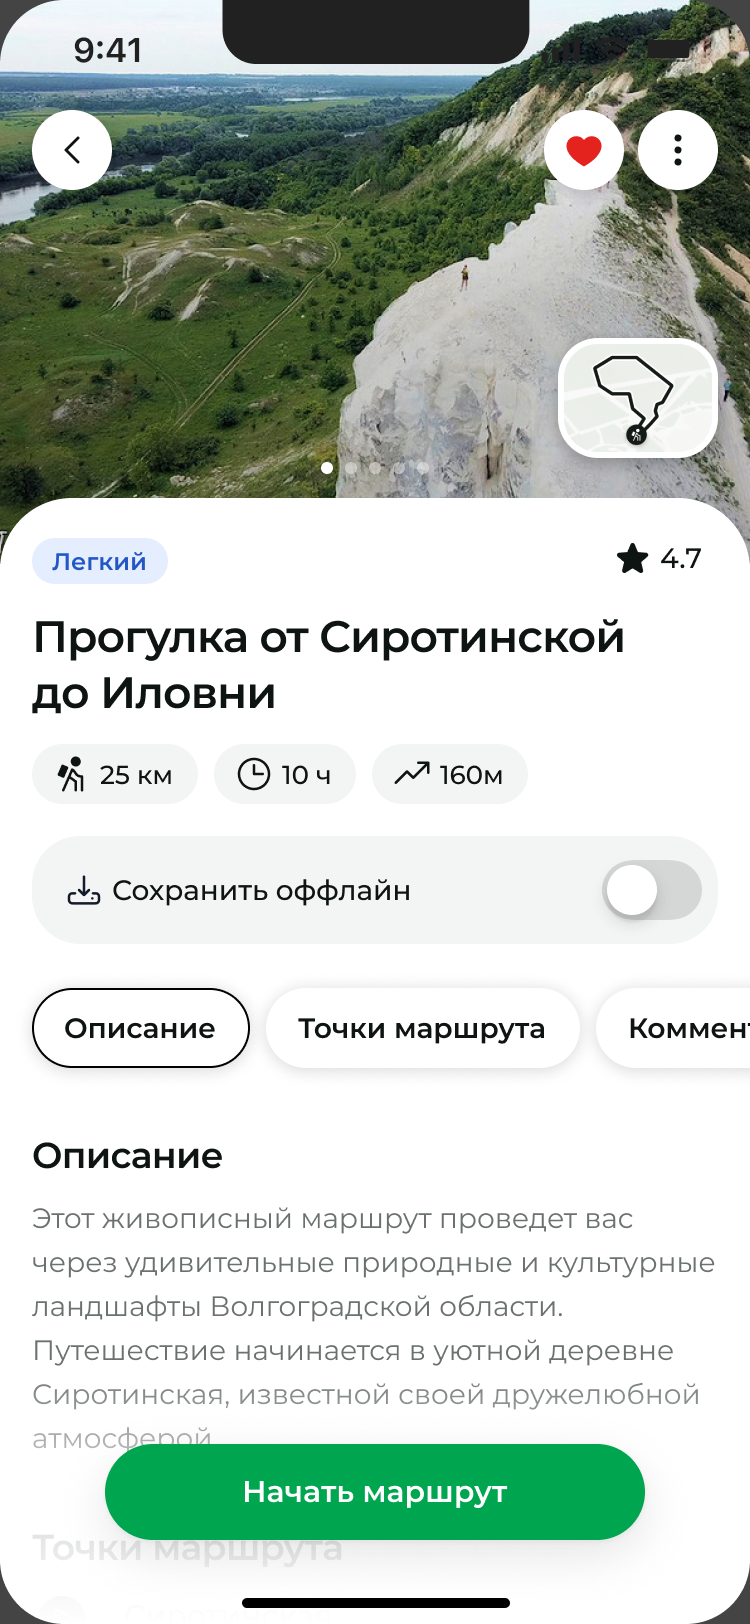 9:41
Легкий
4.7
Прогулка от Сиротинской
до Иловни
25 км
10 ч
160м
Сохранить оффлайн
Описание
Точки маршрута
Коммен
Описание
Этот живописный маршрут проведет вас
через удивительные природные и культурные
ландшафты Волгоградской области.
Путешествие начинается в уютной деревне
Сиротинская, известной своей дружелюбной
атмосферой
Начать маршрут
Точки маршрута